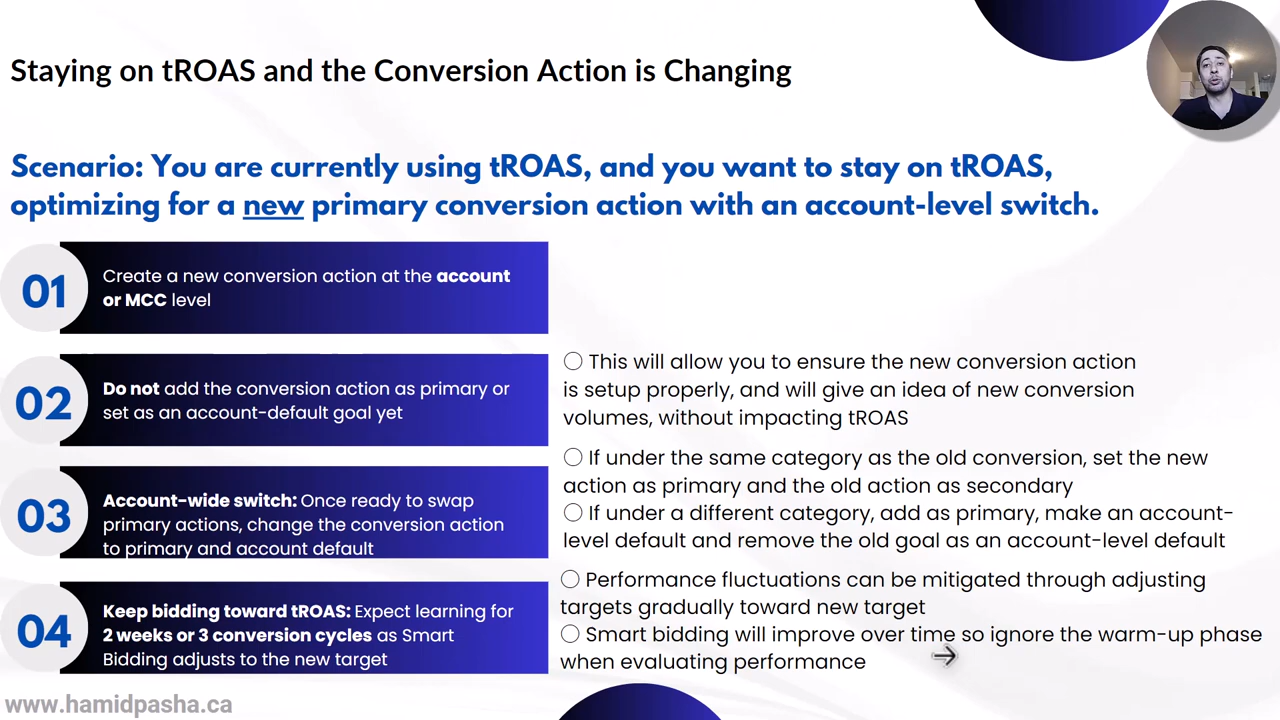 Staying on tROAS and the Conversion Action is Changing
Scenario: You are currently using tROAS, and you want to stay on tROAS,
optimizing for a new primary conversion action with an account-level switch.
01
Create a new conversion action at the account
or MCC level
02
Do not add the conversion action as primary or
set as an account-default goal yet
This will allow you to ensure the new conversion action
is setup properly, and will give an idea of new conversion
volumes, without impacting tROAS
03
Account-wide switch: Once ready to swap
primary actions, change the conversion action
to primary and account default
If under the same category as the old conversion, set the new
action as primary and the old action as secondary
If under a different category, add as primary, make an account-
level default and remove the old goal as an account-level default
04
Keep bidding toward tROAS: Expect learning for
2 weeks or 3 conversion cycles as Smart
Bidding adjusts to the new target
Performance fluctuations can be mitigated through adjusting
targets gradually toward new target
Smart bidding will improve over time so ignore the warm-up phase
when evaluating performance
www.hamidpasha.ca